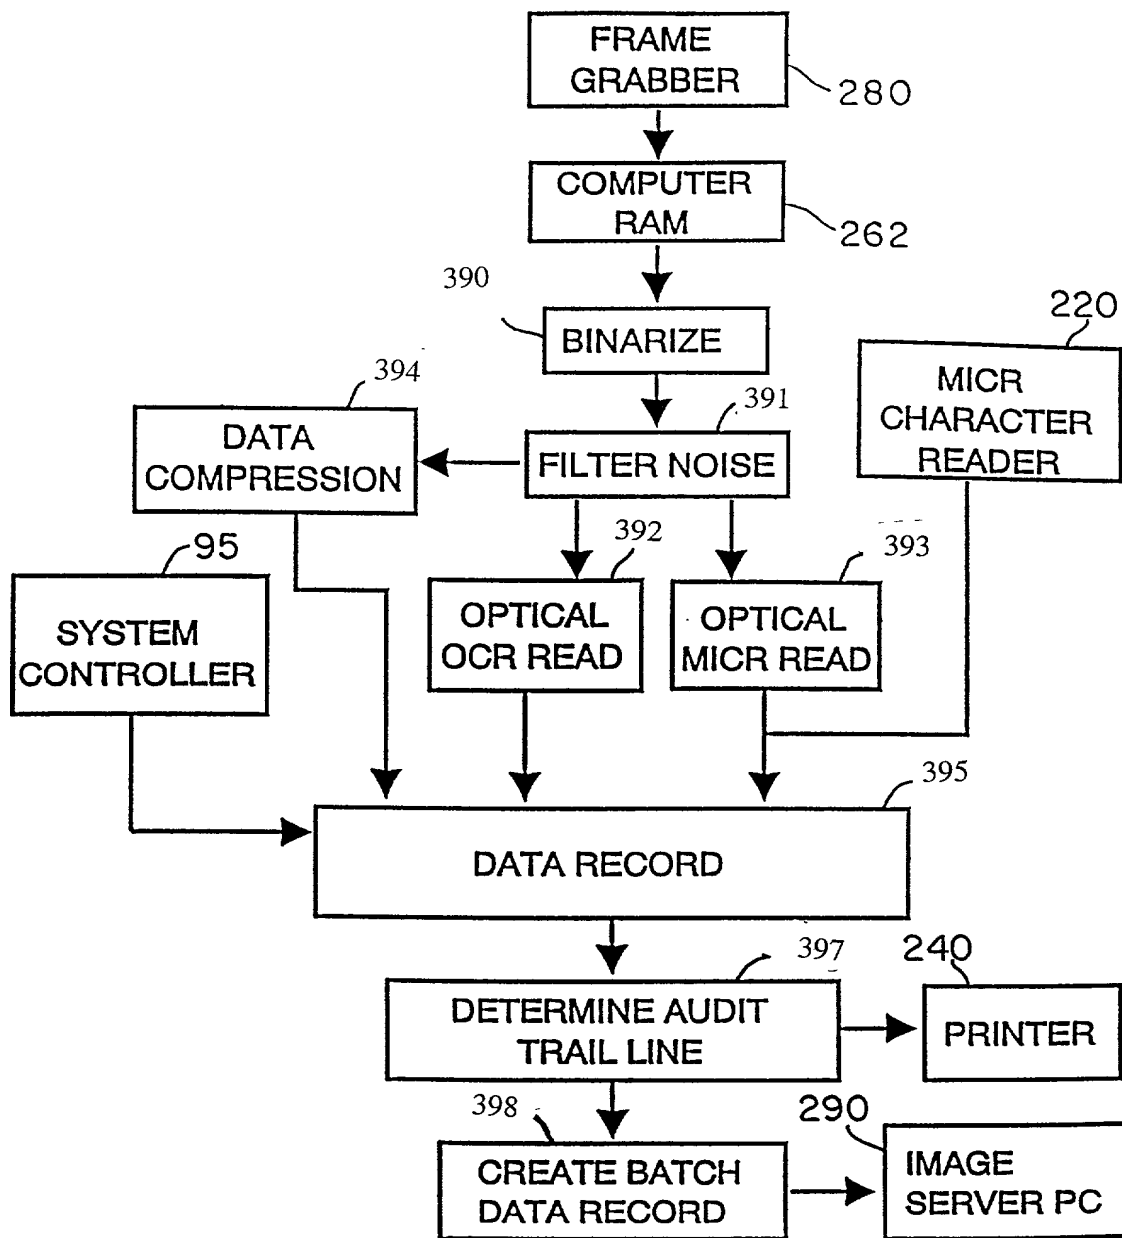 FRAME
GRABBER
280
COMPUTER
RAM
262
390
BINARIZE
220
MICR
CHARACTER
READER
394
DATA
COMPRESSION
391
FILTER NOISE
95
SYSTEM
CONTROLLER
392
OPTICAL
OCR READ
393
OPTICAL
MICR READ
395
DATA RECORD
397
DETERMINE AUDIT
TRAIL LINE
240
PRINTER
398
CREATE BATCH
DATA RECORD
290
IMAGE
SERVER PC